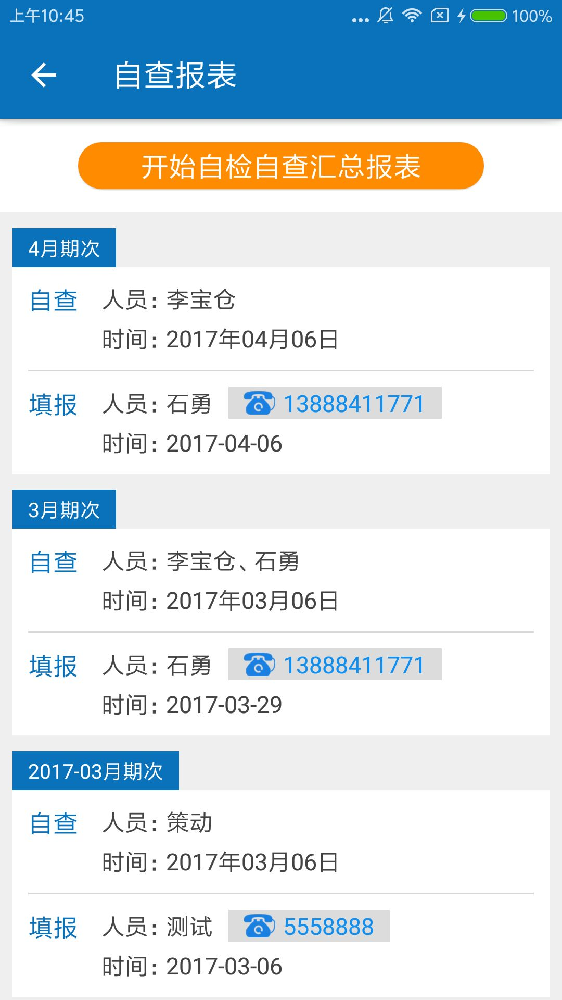 上午10:45
100%
自查报表
开始自检自查汇总报表
4月期次
自查 人员: 李宝仓
时间: 2017年04月06日
填报 人员: 石勇 13888411771
时间: 2017-04-06
3月期次
自查 人员: 李宝仓、石勇
时间: 2017年03月06日
填报 人员: 石勇 13888411771
时间: 2017-03-29
2017-03月期次
自查 人员: 策动
时间: 2017年03月06日
填报 人员: 测试 5558888
时间: 2017-03-06